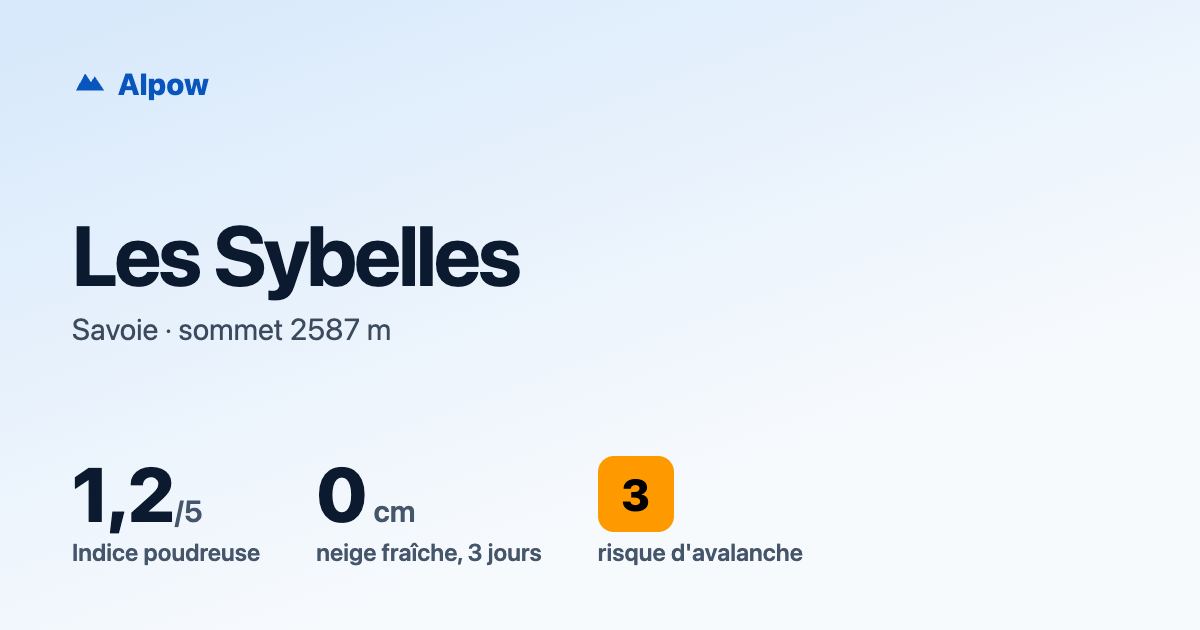 Alpow
Les Sybelles
Savoie · sommet 2587 m
1,2/5
Indice poudreuse
0 cm
neige fraîche, 3 jours
3
risque d'avalanche